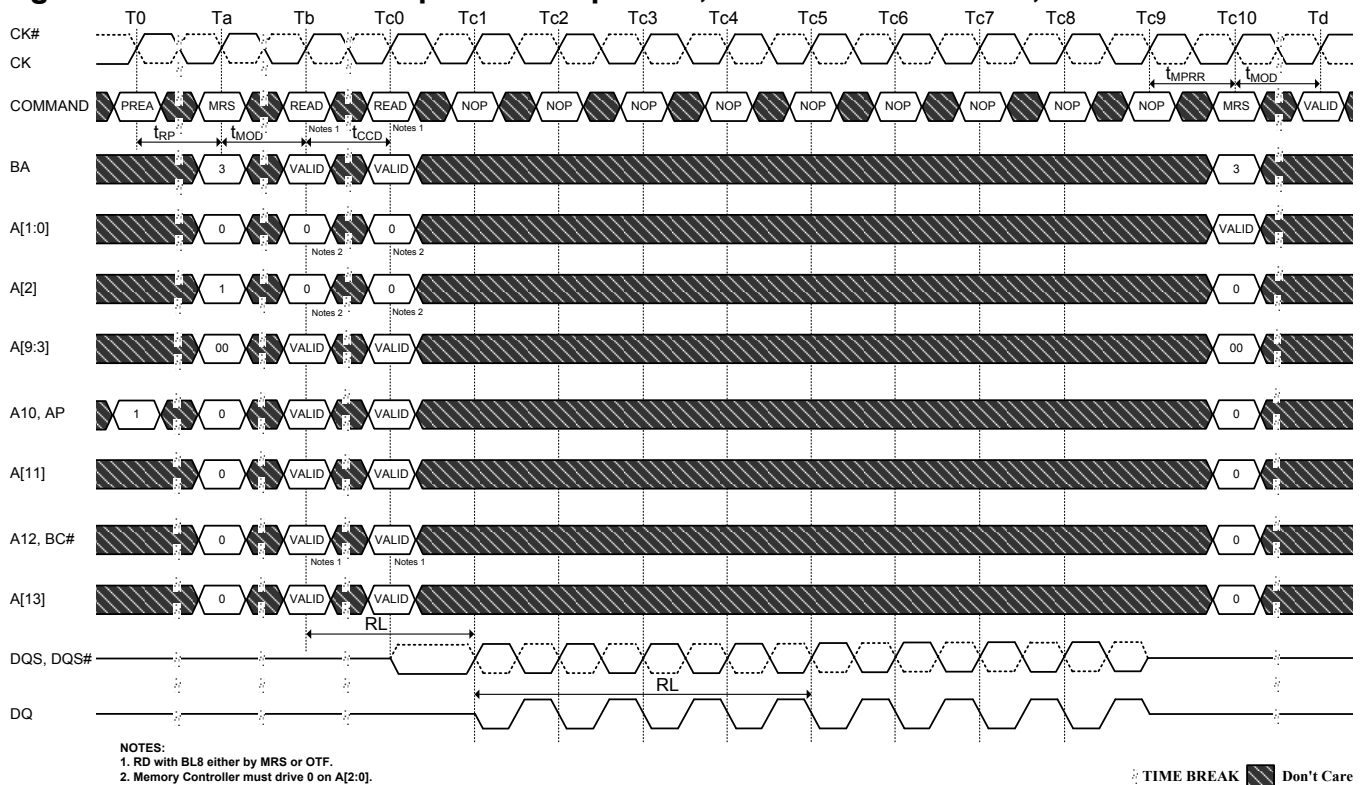 T0 Ta Tb Tc0 Tc1 Tc2 Tc3 Tc4 Tc5 Tc6 Tc7 Tc8 Tc9 Tc10 Td
CK#
CK
tMPRR tMOD
COMMAND PREA MRS READ READ NOP NOP NOP NOP NOP NOP NOP NOP NOP MRS VALID
Notes 1 Notes 1
tRP tMOD tCCD
BA 3 VALID VALID 3
A[1:0] 0 0 0 VALID
Notes 2 Notes 2
A[2] 1 0 0 0
Notes 2 Notes 2
A[9:3] 00 VALID VALID 00
A10, AP 1 0 VALID VALID 0
A[11] 0 VALID VALID 0
A12, BC# 0 VALID VALID 0
Notes 1 Notes 1
A[13] 0 VALID VALID 0
RL
DQS, DQS#
RL
DQ
NOTES:
1. RD with BL8 either by MRS or OTF.
2. Memory Controller must drive 0 on A[2:0].
TIME BREAK Don't Care